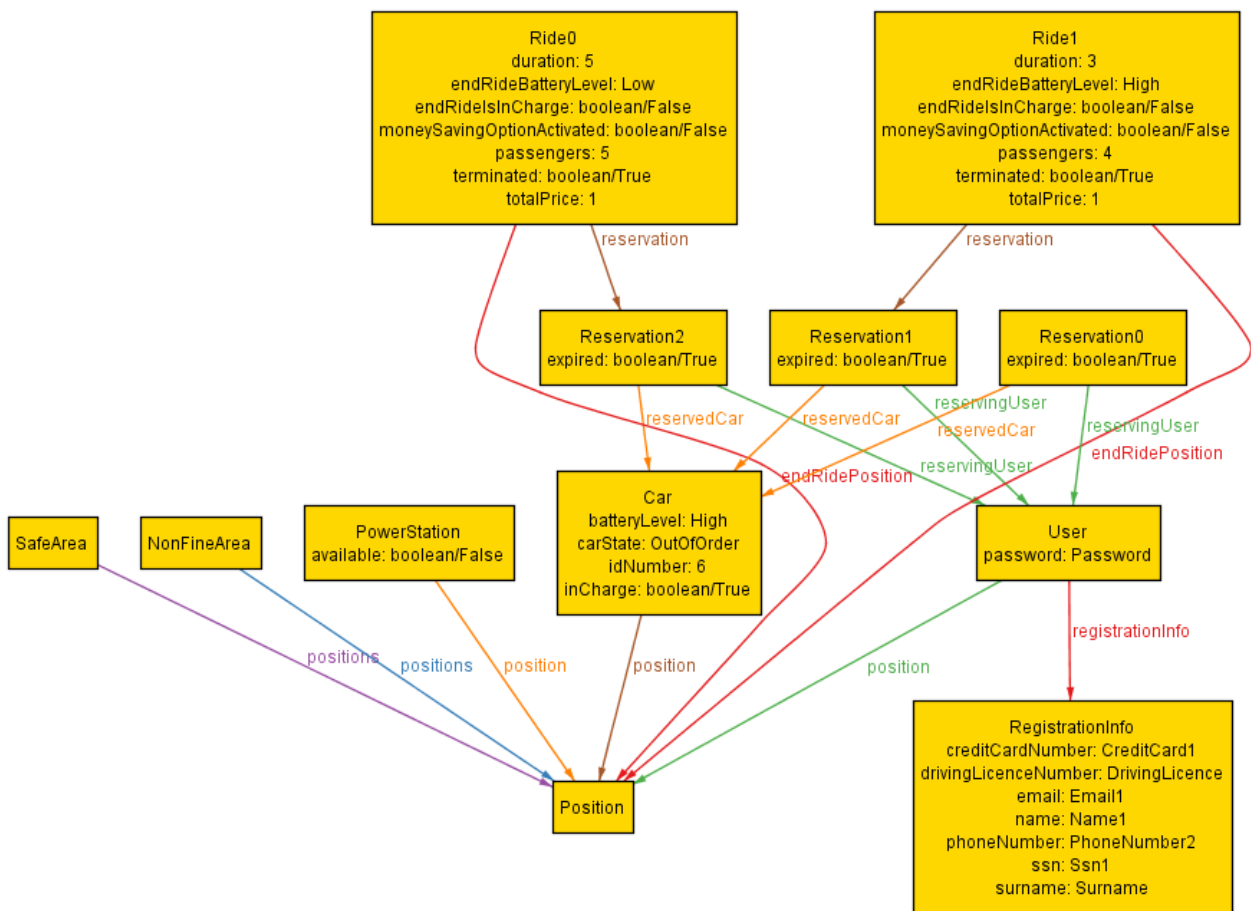 Ride0
duration: 5
endRideBatteryLevel: Low
endRideIsInCharge: boolean/False
moneySavingOptionActivated: boolean/False
passengers: 5
terminated: boolean/True
totalPrice: 1
Ride1
duration: 3
endRideBatteryLevel: High
endRideIsInCharge: boolean/False
moneySavingOptionActivated: boolean/False
passengers: 4
terminated: boolean/True
totalPrice: 1
reservation
reservation
Reservation2
expired: boolean/True
Reservation1
expired: boolean/True
Reservation0
expired: boolean/True
reservedCar
reservedCar
reservingUser
reservedCar
reservingUser
reservingUser
endRidePosition
endRidePosition
SafeArea
NonFineArea
PowerStation
available: boolean/False
Car
batteryLevel: High
carState: OutOfOrder
idNumber: 6
inCharge: boolean/True
User
password: Password
positions
positions
position
position
position
registrationInfo
Position
RegistrationInfo
creditCardNumber: CreditCard1
drivingLicenceNumber: DrivingLicence
email: Email1
name: Name1
phoneNumber: PhoneNumber2
ssn: Ssn1
surname: Surname